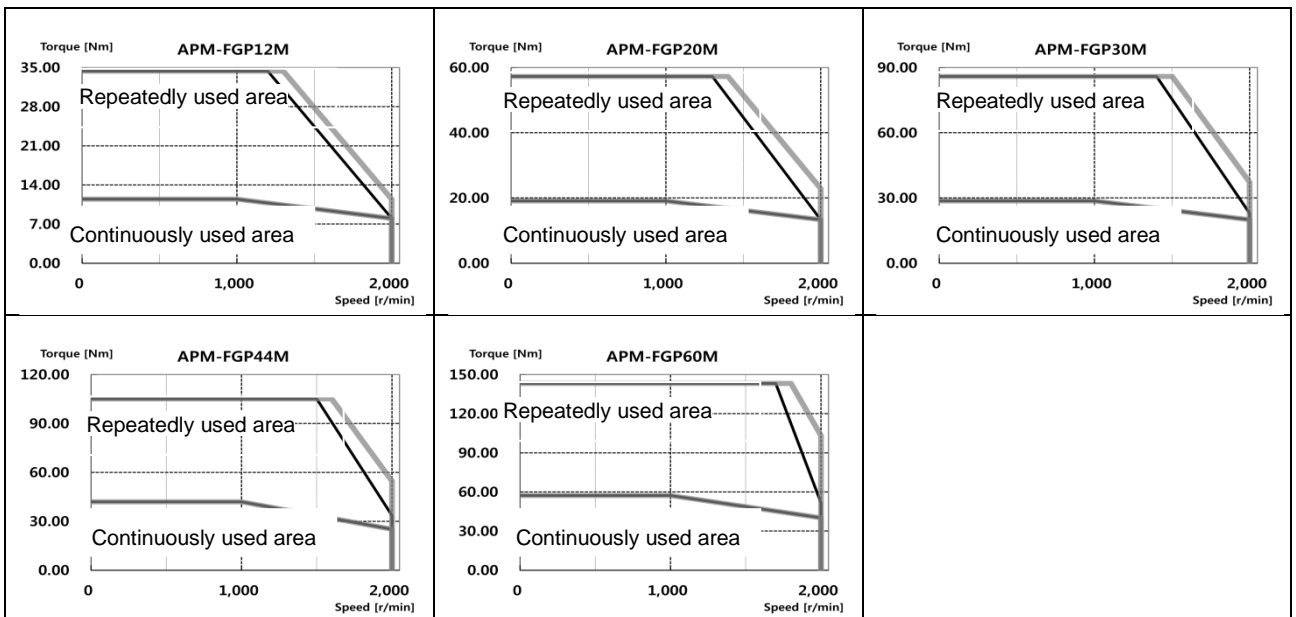 Torque [Nm] APM-FGP12M
35.00
28.00
21.00
14.00
7.00
0.00
Repeatedly used area
Continuously used area
0 1,000 2,000
Speed [r/min]
Torque [Nm] APM-FGP20M
60.00
40.00
20.00
0.00
Repeatedly used area
Continuously used area
0 1,000 2,000
Speed [r/min]
Torque [Nm] APM-FGP30M
90.00
60.00
30.00
0.00
Repeatedly used area
Continuously used area
0 1,000 2,000
Speed [r/min]
Torque [Nm] APM-FGP44M
120.00
90.00
60.00
30.00
0.00
Repeatedly used area
Continuously used area
0 1,000 2,000
Speed [r/min]
Torque [Nm] APM-FGP60M
150.00
120.00
90.00
60.00
30.00
0.00
Repeatedly used area
Continuously used area
0 1,000 2,000
Speed [r/min]